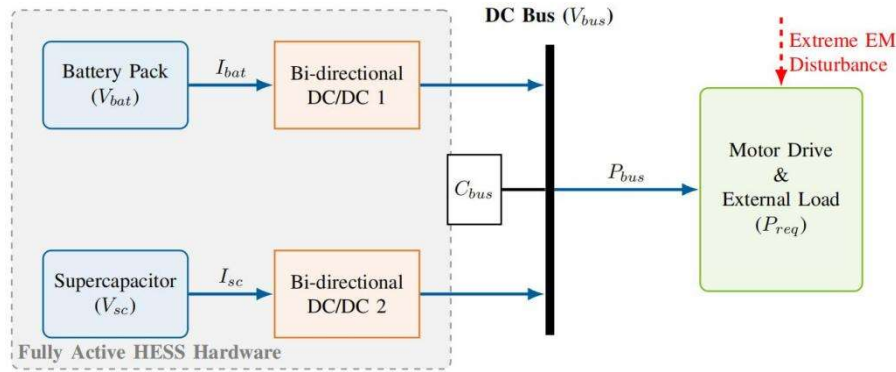 DC Bus (V_bus)
Extreme EM
Disturbance
Battery Pack
(V_bat)
I_bat
Bi-directional
DC/DC 1
C_bus
P_bus
Motor Drive
&
External Load
(P_req)
Supercapacitor
(V_sc)
I_sc
Bi-directional
DC/DC 2
Fully Active HESS Hardware